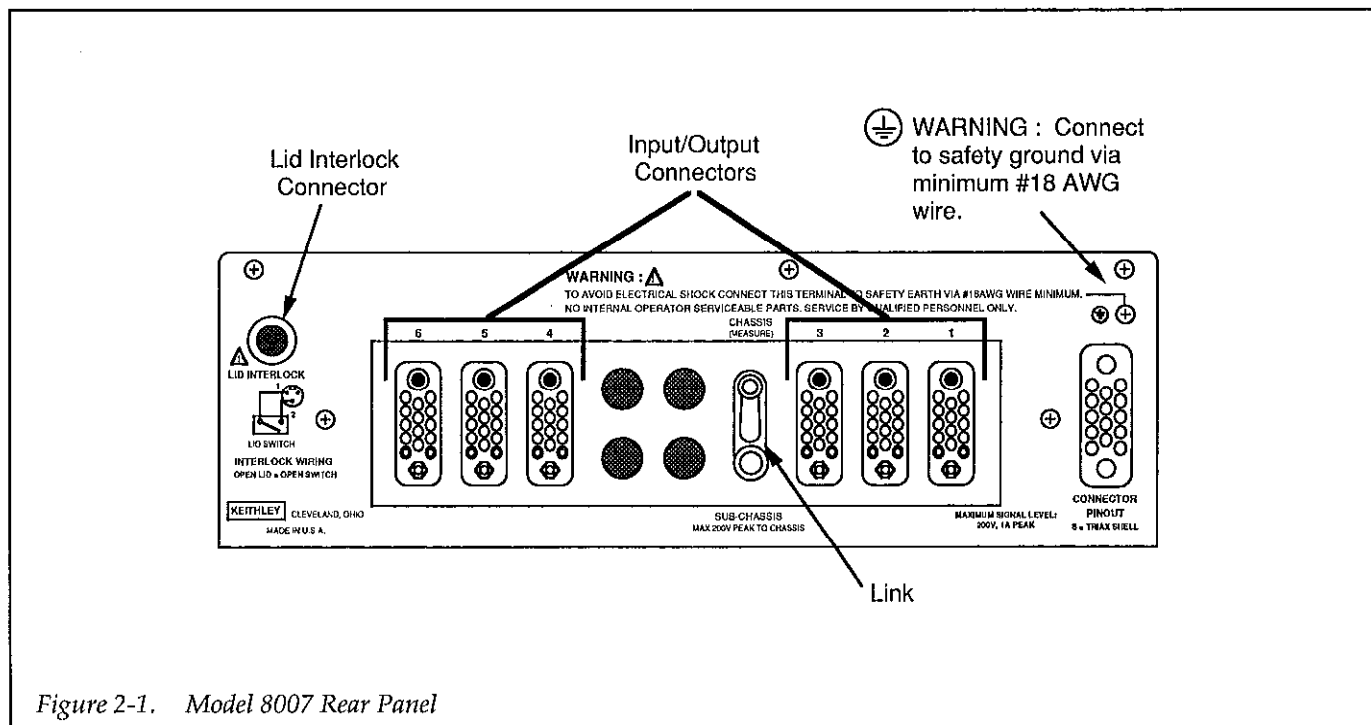 Lid Interlock
Connector
Input/Output
Connectors
WARNING : Connect
to safety ground via
minimum #18 AWG
wire.
WARNING :
TO AVOID ELECTRICAL SHOCK CONNECT THIS TERMINAL TO SAFETY EARTH VIA #18AWG WIRE MINIMUM.
NO INTERNAL OPERATOR SERVICEABLE PARTS. SERVICE BY QUALIFIED PERSONNEL ONLY.
6 5 4
CHASSIS
(MEASURE)
3 2 1
LID INTERLOCK
1
2
LID SWITCH
INTERLOCK WIRING
OPEN LID = OPEN SWITCH
KEITHLEY CLEVELAND, OHIO
MADE IN U.S.A.
SUB-CHASSIS
MAX 200V PEAK TO CHASSIS
MAXIMUM SIGNAL LEVEL:
200V, 1A PEAK
CONNECTOR
PINOUT
S = TRIAX SHELL
Link
Figure 2-1. Model 8007 Rear Panel